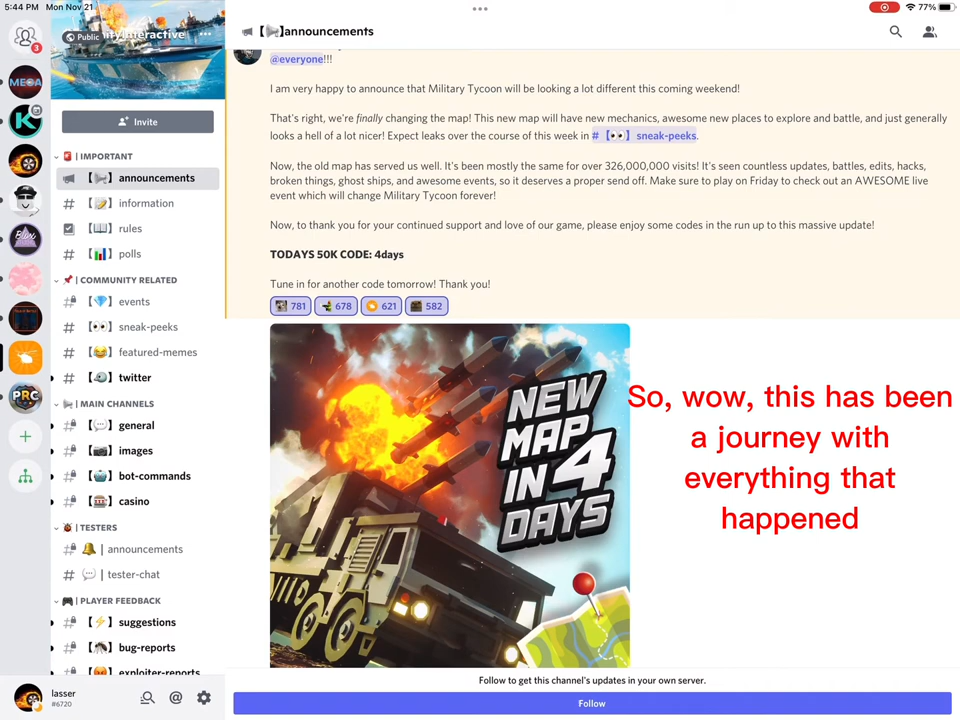 5:44 PM Mon Nov 21
77%
Public
ity Interactive
3
MEGA
K
PRC
Invite
IMPORTANT
【📢】announcements
# 【📝】information
【📖】rules
# 【📊】polls
📌 | COMMUNITY RELATED
# 【💎】events
# 【👀】sneak-peeks
# 【😂】featured-memes
# 【🐦】twitter
📢 | MAIN CHANNELS
# 【💬】general
# 【📷】images
# 【🤖】bot-commands
# 【🎰】casino
🐞 | TESTERS
# 🔔 | announcements
# 💬 | tester-chat
🎮 | PLAYER FEEDBACK
# 【⚡】suggestions
# 【🦟】bug-reports
# 【😡】exploiter-reports
lasser
#6720
【📢】announcements
@everyone!!!
I am very happy to announce that Military Tycoon will be looking a lot different this coming weekend!
That's right, we're finally changing the map! This new map will have new mechanics, awesome new places to explore and battle, and just generally
looks a hell of a lot nicer! Expect leaks over the course of this week in # 【👀】sneak-peeks.
Now, the old map has served us well. It's been mostly the same for over 326,000,000 visits! It's seen countless updates, battles, edits, hacks,
broken things, ghost ships, and awesome events, so it deserves a proper send off. Make sure to play on Friday to check out an AWESOME live
event which will change Military Tycoon forever!
Now, to thank you for your continued support and love of our game, please enjoy some codes in the run up to this massive update!
TODAYS 50K CODE: 4days
Tune in for another code tomorrow! Thank you!
781 678 621 582
NEW
MAP
IN 4
DAYS
So, wow, this has been
a journey with
everything that
happened
Follow to get this channel's updates in your own server.
Follow